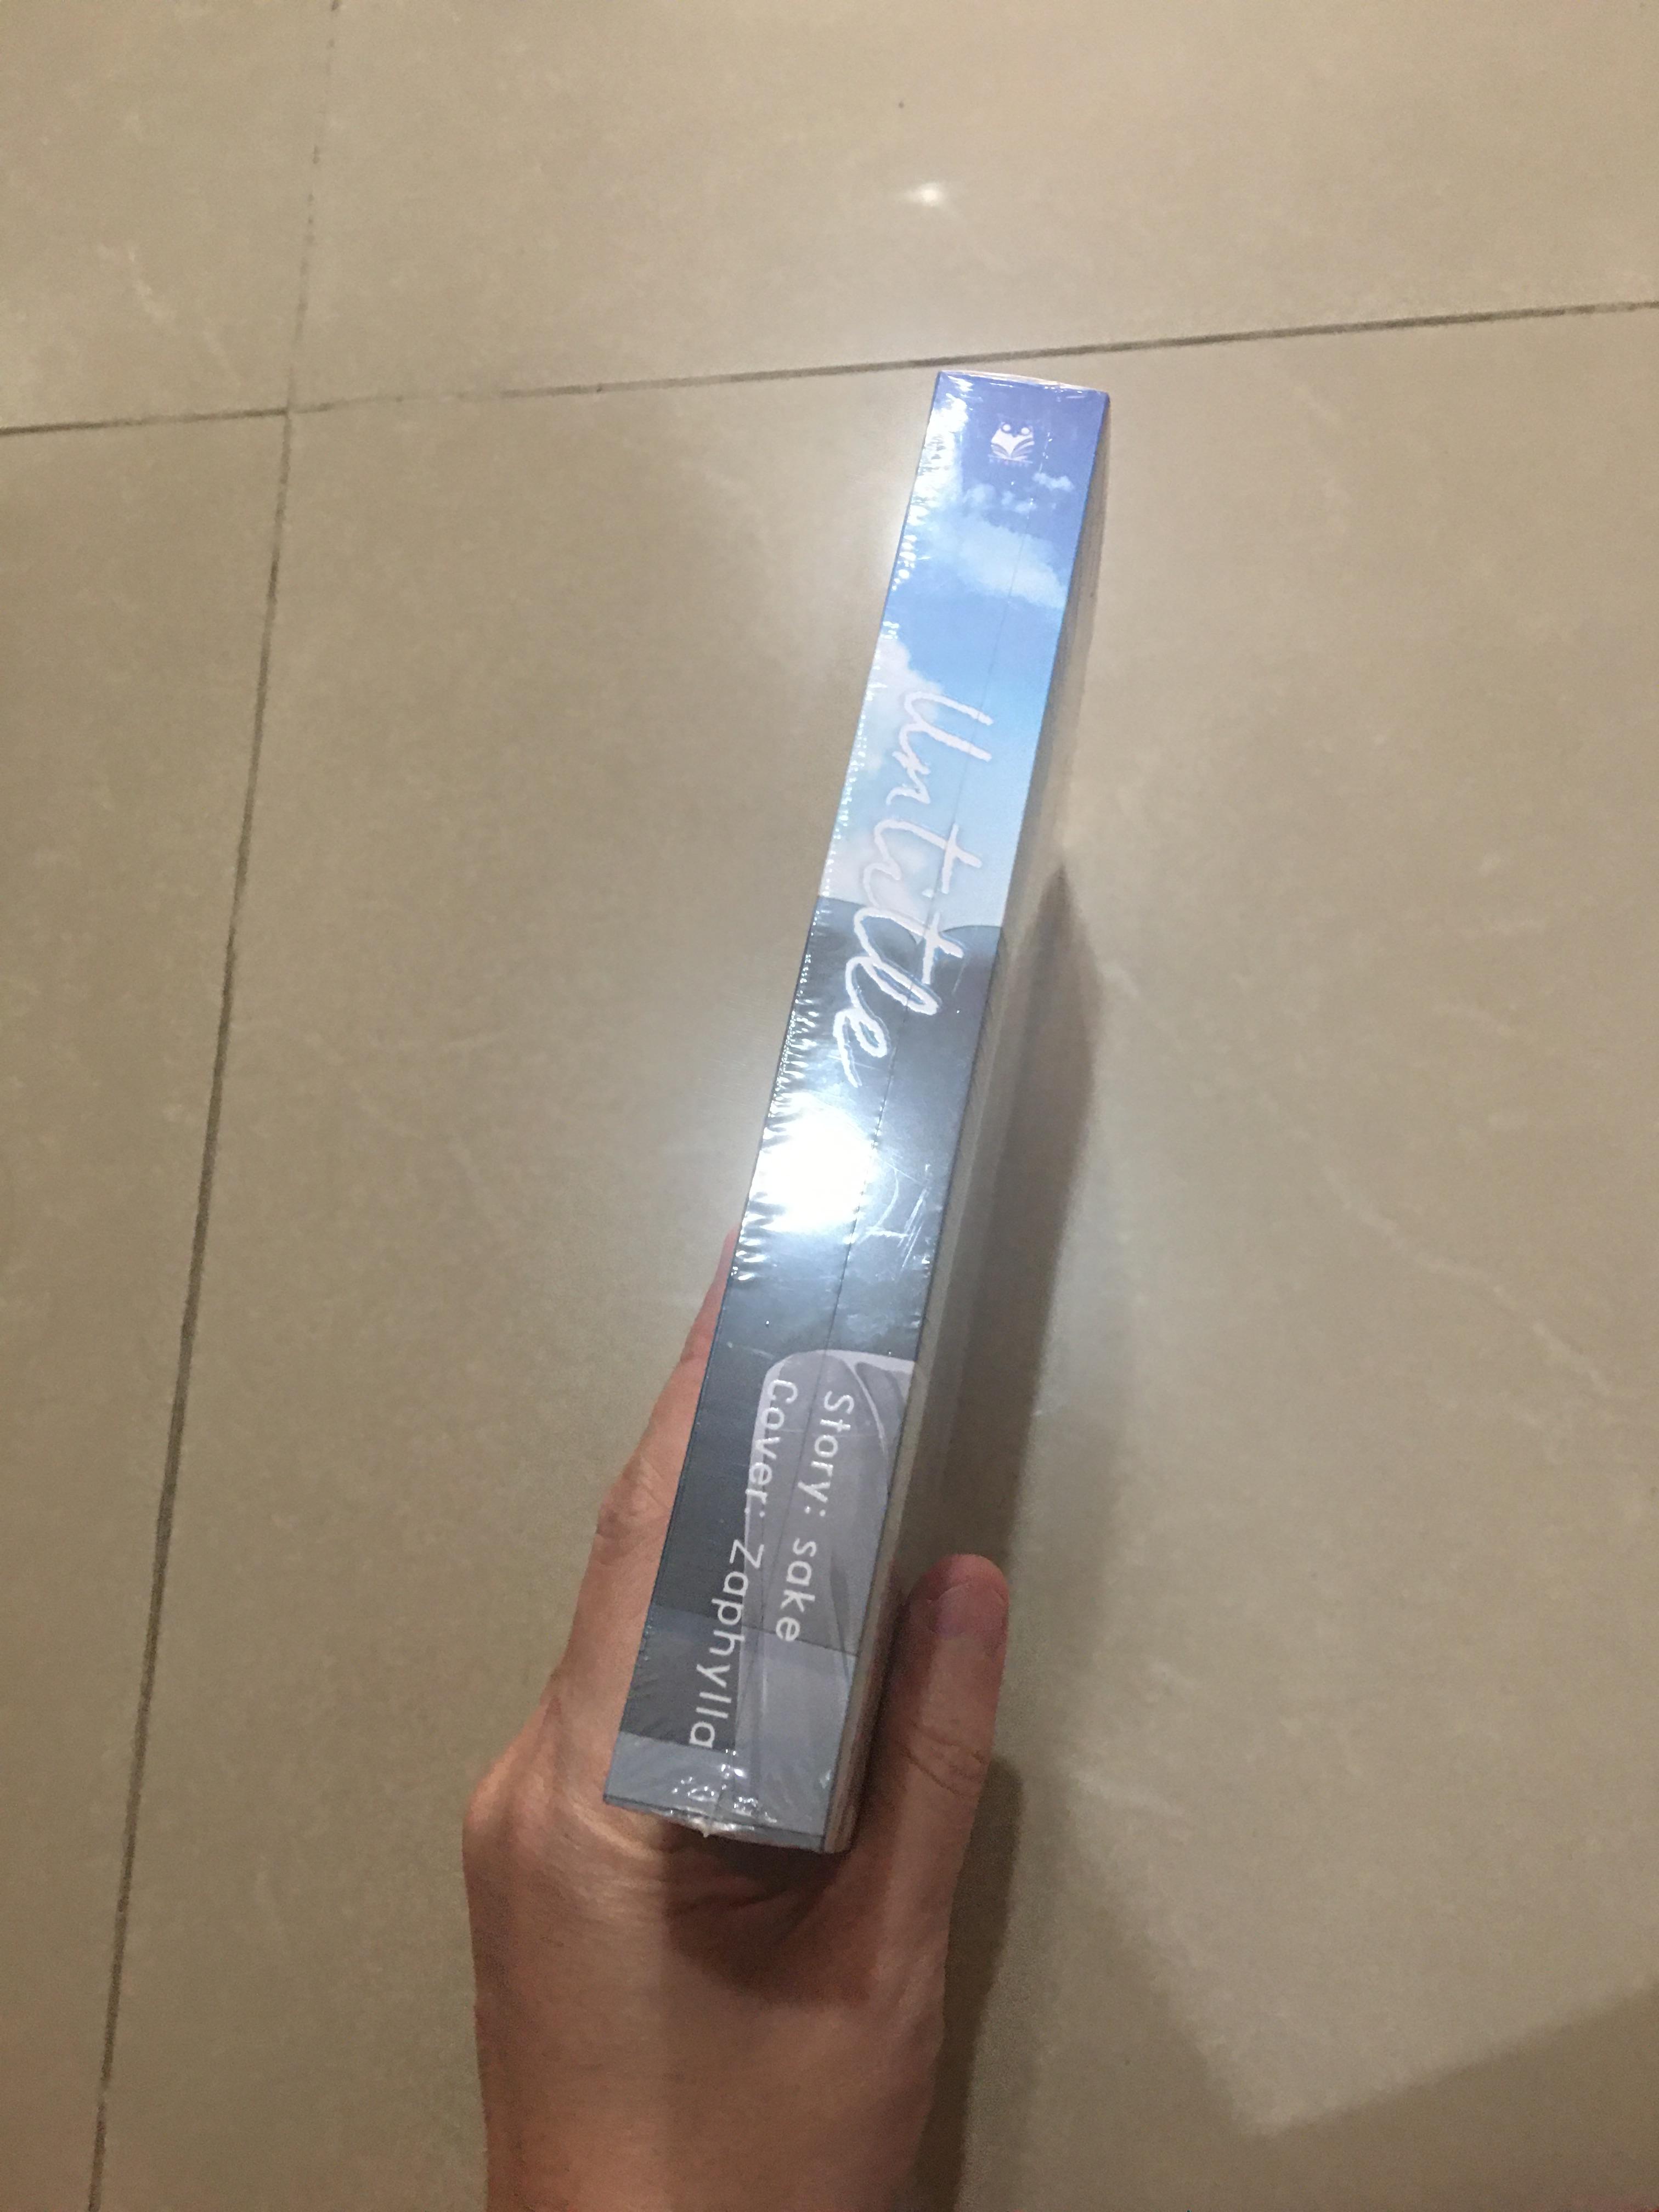 Untitle
Story: sake
Cover: Zaphylla